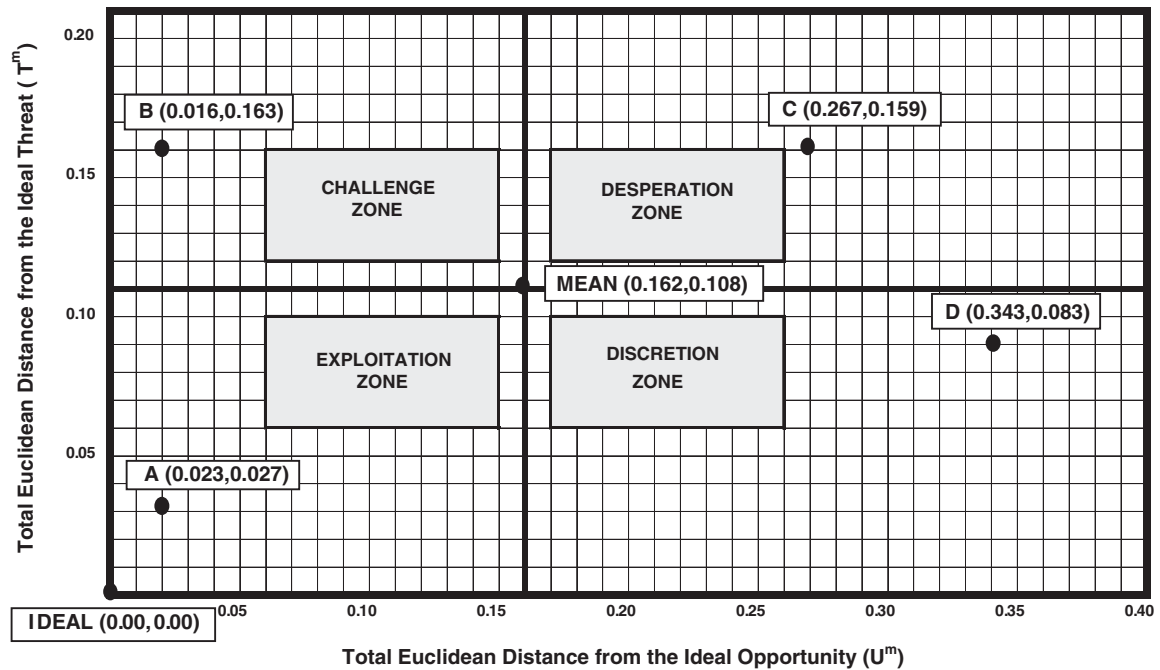 Total Euclidean Distance from the Ideal Threat ( T^m )
0.20
B (0.016,0.163)
C (0.267,0.159)
0.15
CHALLENGE
ZONE
DESPERATION
ZONE
MEAN (0.162,0.108)
0.10
D (0.343,0.083)
EXPLOITATION
ZONE
DISCRETION
ZONE
0.05
A (0.023,0.027)
0.05
0.10
0.15
0.20
0.25
0.30
0.35
0.40
IDEAL (0.00, 0.00)
Total Euclidean Distance from the Ideal Opportunity (U^m)